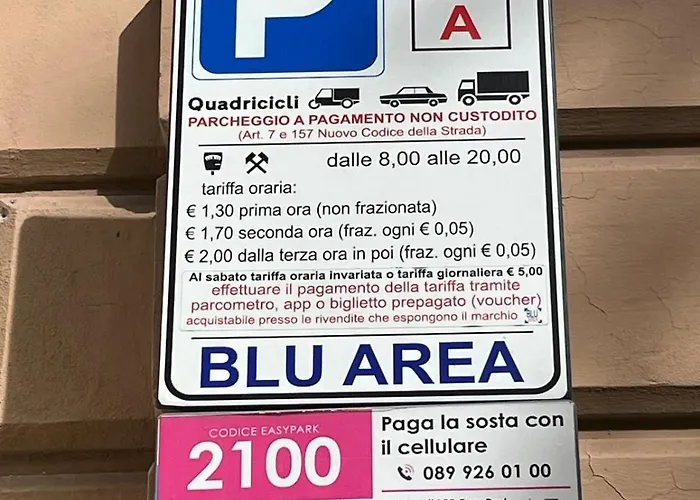 P
A
Quadricicli
PARCHEGGIO A PAGAMENTO NON CUSTODITO
(Art. 7 e 157 Nuovo Codice della Strada)
dalle 8,00 alle 20,00
tariffa oraria:
€ 1,30 prima ora (non frazionata)
€ 1,70 seconda ora (fraz. ogni € 0,05)
€ 2,00 dalla terza ora in poi (fraz. ogni € 0,05)
Al sabato tariffa oraria invariata o tariffa giornaliera € 5,00
effettuare il pagamento della tariffa tramite
parcometro, app o biglietto prepagato (voucher)
acquistabile presso le rivendite che espongono il marchio BLU
BLU AREA
CODICE EASYPARK
2100
Paga la sosta con
il cellulare
089 926 01 00